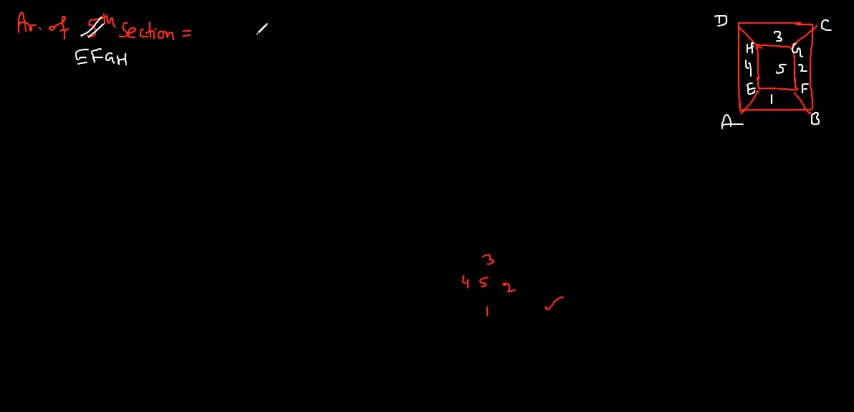 Ar. of 5th Section =
EFGH
D C
3
H G
4 5 2
E F
1
A B
3
4 5 2
1